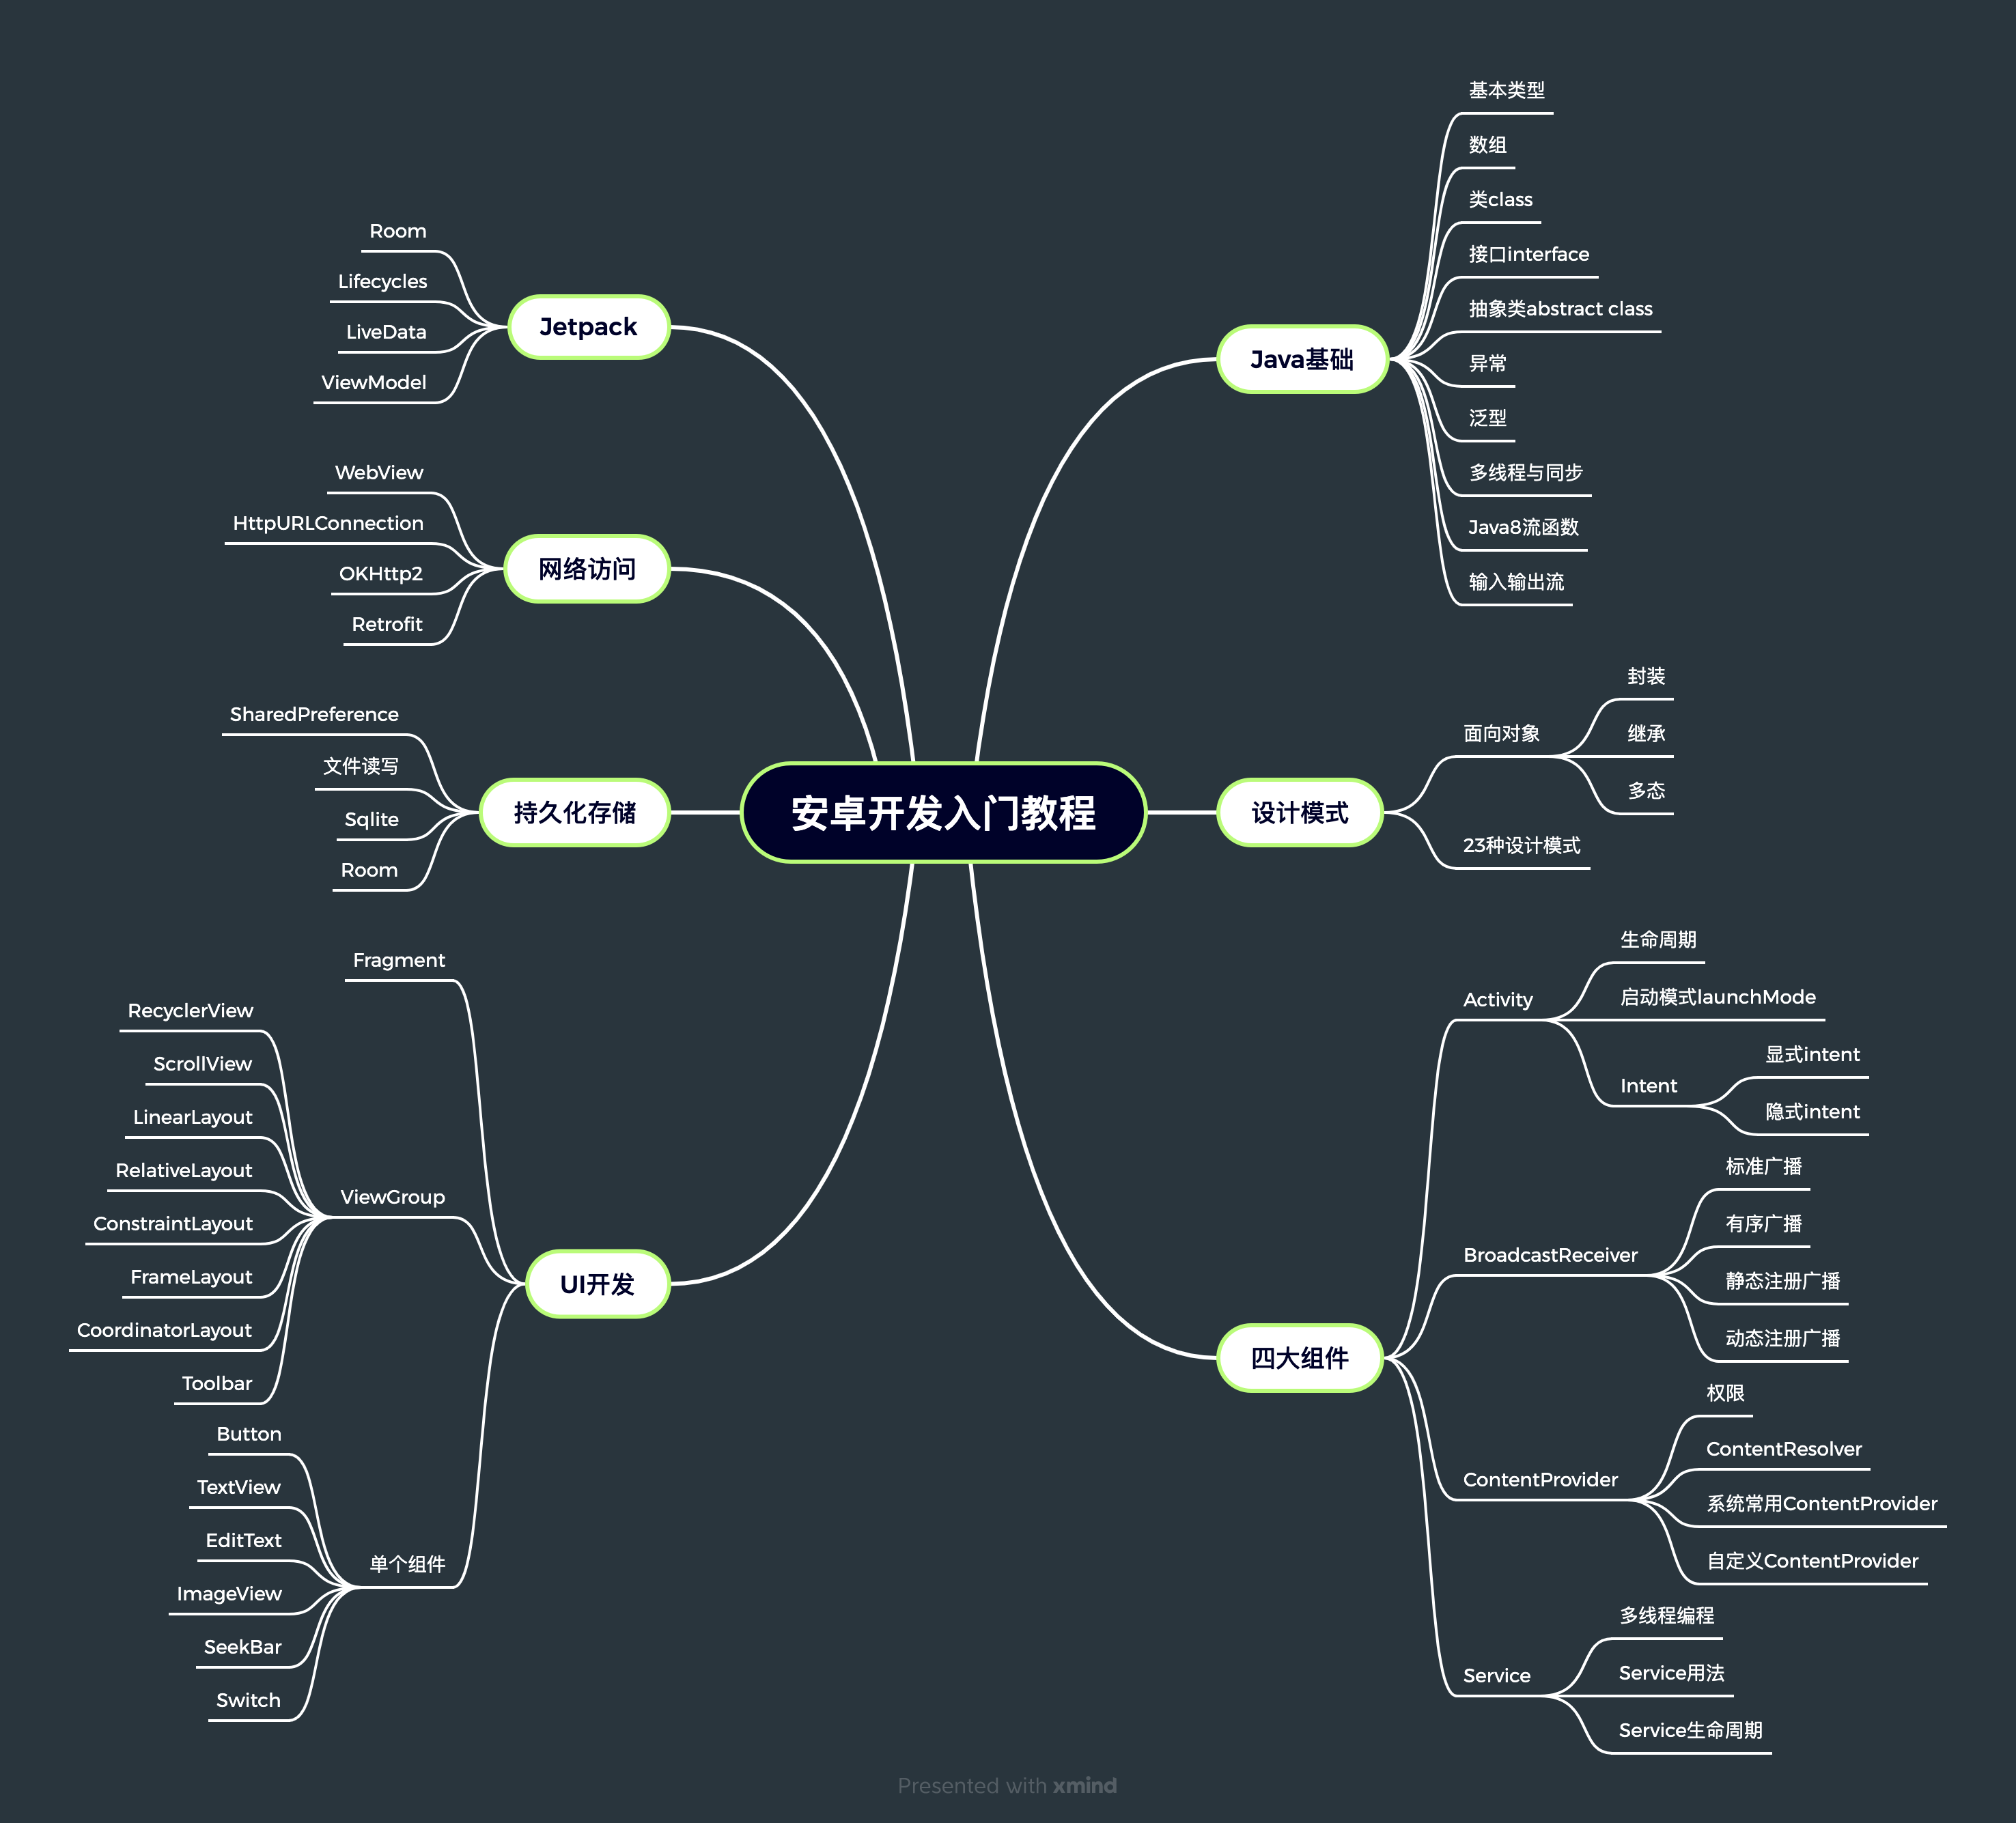 安卓开发入门教程
Java基础
基本类型
数组
类class
接口interface
抽象类abstract class
异常
泛型
多线程与同步
Java8流函数
输入输出流
设计模式
面向对象
封装
继承
多态
23种设计模式
四大组件
Activity
生命周期
启动模式launchMode
Intent
显式intent
隐式intent
BroadcastReceiver
标准广播
有序广播
静态注册广播
动态注册广播
ContentProvider
权限
ContentResolver
系统常用ContentProvider
自定义ContentProvider
Service
多线程编程
Service用法
Service生命周期
Jetpack
Room
Lifecycles
LiveData
ViewModel
网络访问
WebView
HttpURLConnection
OKHttp2
Retrofit
持久化存储
SharedPreference
文件读写
Sqlite
Room
UI开发
Fragment
ViewGroup
RecyclerView
ScrollView
LinearLayout
RelativeLayout
ConstraintLayout
FrameLayout
CoordinatorLayout
Toolbar
单个组件
Button
TextView
EditText
ImageView
SeekBar
Switch
Presented with xmind